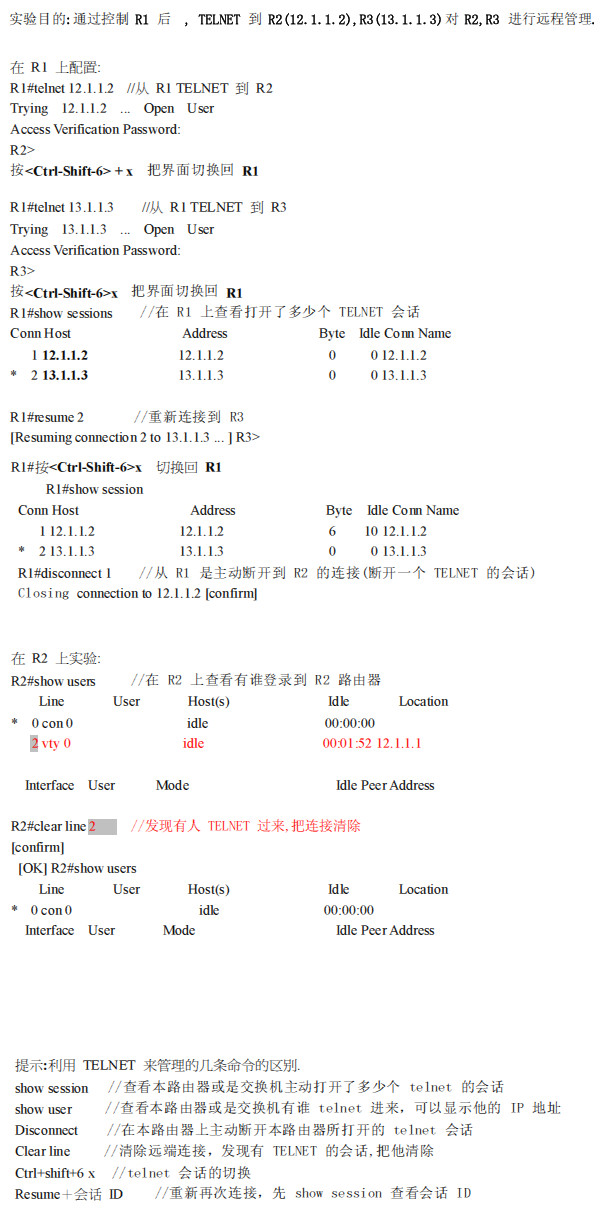 实验目的:通过控制 R1 后 , TELNET 到 R2(12.1.1.2),R3(13.1.1.3)对 R2,R3 进行远程管理.
在 R1 上配置:
R1#telnet 12.1.1.2 //从 R1 TELNET 到 R2
Trying 12.1.1.2 ... Open User
Access Verification Password:
R2>
按<Ctrl-Shift-6> + x 把界面切换回 R1
R1#telnet 13.1.1.3 //从 R1 TELNET 到 R3
Trying 13.1.1.3 ... Open User
Access Verification Password:
R3>
按<Ctrl-Shift-6>x 把界面切换回 R1
R1#show sessions //在 R1 上查看打开了多少个 TELNET 会话
Conn Host Address Byte Idle Conn Name
1 12.1.1.2 12.1.1.2 0 0 12.1.1.2
* 2 13.1.1.3 13.1.1.3 0 0 13.1.1.3
R1#resume 2 //重新连接到 R3
[Resuming connection 2 to 13.1.1.3 ... ] R3>
R1#按<Ctrl-Shift-6>x 切换回 R1
R1#show session
Conn Host Address Byte Idle Conn Name
1 12.1.1.2 12.1.1.2 6 10 12.1.1.2
* 2 13.1.1.3 13.1.1.3 0 0 13.1.1.3
R1#disconnect 1 //从 R1 是主动断开到 R2 的连接(断开一个 TELNET 的会话)
Closing connection to 12.1.1.2 [confirm]
在 R2 上实验:
R2#show users //在 R2 上查看有谁登录到 R2 路由器
Line User Host(s) Idle Location
* 0 con 0 idle 00:00:00
2 vty 0 idle 00:01:52 12.1.1.1
Interface User Mode Idle Peer Address
R2#clear line 2 //发现有人 TELNET 过来,把连接清除
[confirm]
[OK] R2#show users
Line User Host(s) Idle Location
* 0 con 0 idle 00:00:00
Interface User Mode Idle Peer Address
提示:利用 TELNET 来管理的几条命令的区别.
show session //查看本路由器或是交换机主动打开了多少个 telnet 的会话
show user //查看本路由器或是交换机有谁 telnet 进来，可以显示他的 IP 地址
Disconnect //在本路由器上主动断开本路由器所打开的 telnet 会话
Clear line //清除远端连接，发现有 TELNET 的会话,把他清除
Ctrl+shift+6 x //telnet 会话的切换
Resume＋会话 ID //重新再次连接，先 show session 查看会话 ID